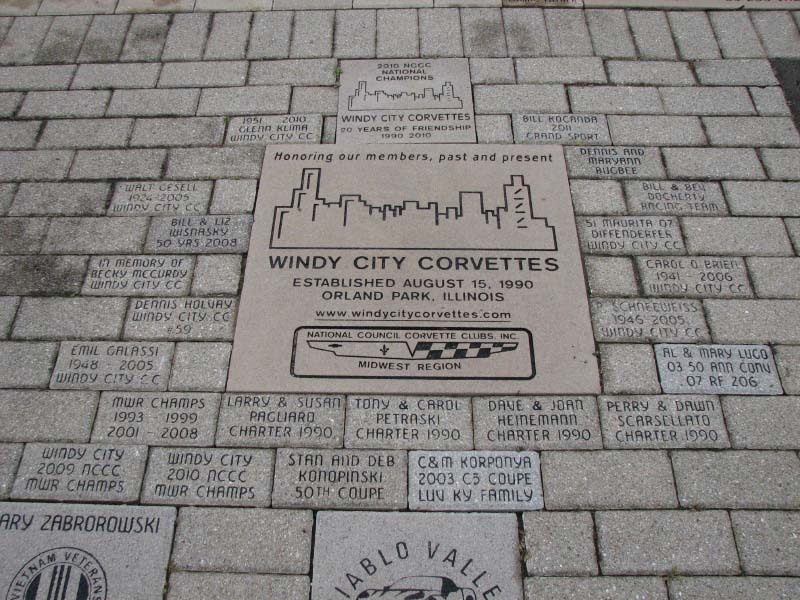 2010 NCCC
NATIONAL
CHAMPIONS
WINDY CITY CORVETTES
20 YEARS OF FRIENDSHIP
1990 2010
1951 2010
GLENN KLIMA
WINDY CITY CC
BILL KOCANDA
2011
GRAND SPORT
Honoring our members, past and present
WINDY CITY CORVETTES
ESTABLISHED AUGUST 15, 1990
ORLAND PARK, ILLINOIS
www.windycitycorvettes.com
NATIONAL COUNCIL CORVETTE CLUBS, INC.
MIDWEST REGION
DENNIS AND
MARYANN
BUGBEE
WALT GESELL
1924-2005
WINDY CITY CC
BILL & BEV
DOCHERTY
RACING TEAM
BILL & LIZ
WISNASKY
50 YRS 2008
51 MAURITA 07
DIFFENDERFER
WINDY CITY CC
IN MEMORY OF
BECKY MCCURDY
WINDY CITY CC
CAROL O'BRIEN
1941 - 2006
WINDY CITY CC
DENNIS HOLVAY
WINDY CITY CC
#59
SCHNEEWEISS
1946-2005
WINDY CITY CC
EMIL GALASSI
1948 - 2005
WINDY CITY CC
AL & MARY LUGO
03 50 ANN CONV
07 RF 206
MWR CHAMPS
1993 - 1999
2001 - 2008
LARRY & SUSAN
PAGLIARO
CHARTER 1990
TONY & CAROL
PETRASKI
CHARTER 1990
DAVE & JOAN
HEINEMANN
CHARTER 1990
PERRY & DAWN
SCARSELLATO
CHARTER 1990
WINDY CITY
2009 NCCC
MWR CHAMPS
WINDY CITY
2010 NCCC
MWR CHAMPS
STAN AND DEB
KONOPINSKI
50TH COUPE
C&M KORPONYA
2003 C5 COUPE
LUV KY FAMILY
ARY ZABROROWSKI
VIETNAM VETERANS
IABLO VALLE